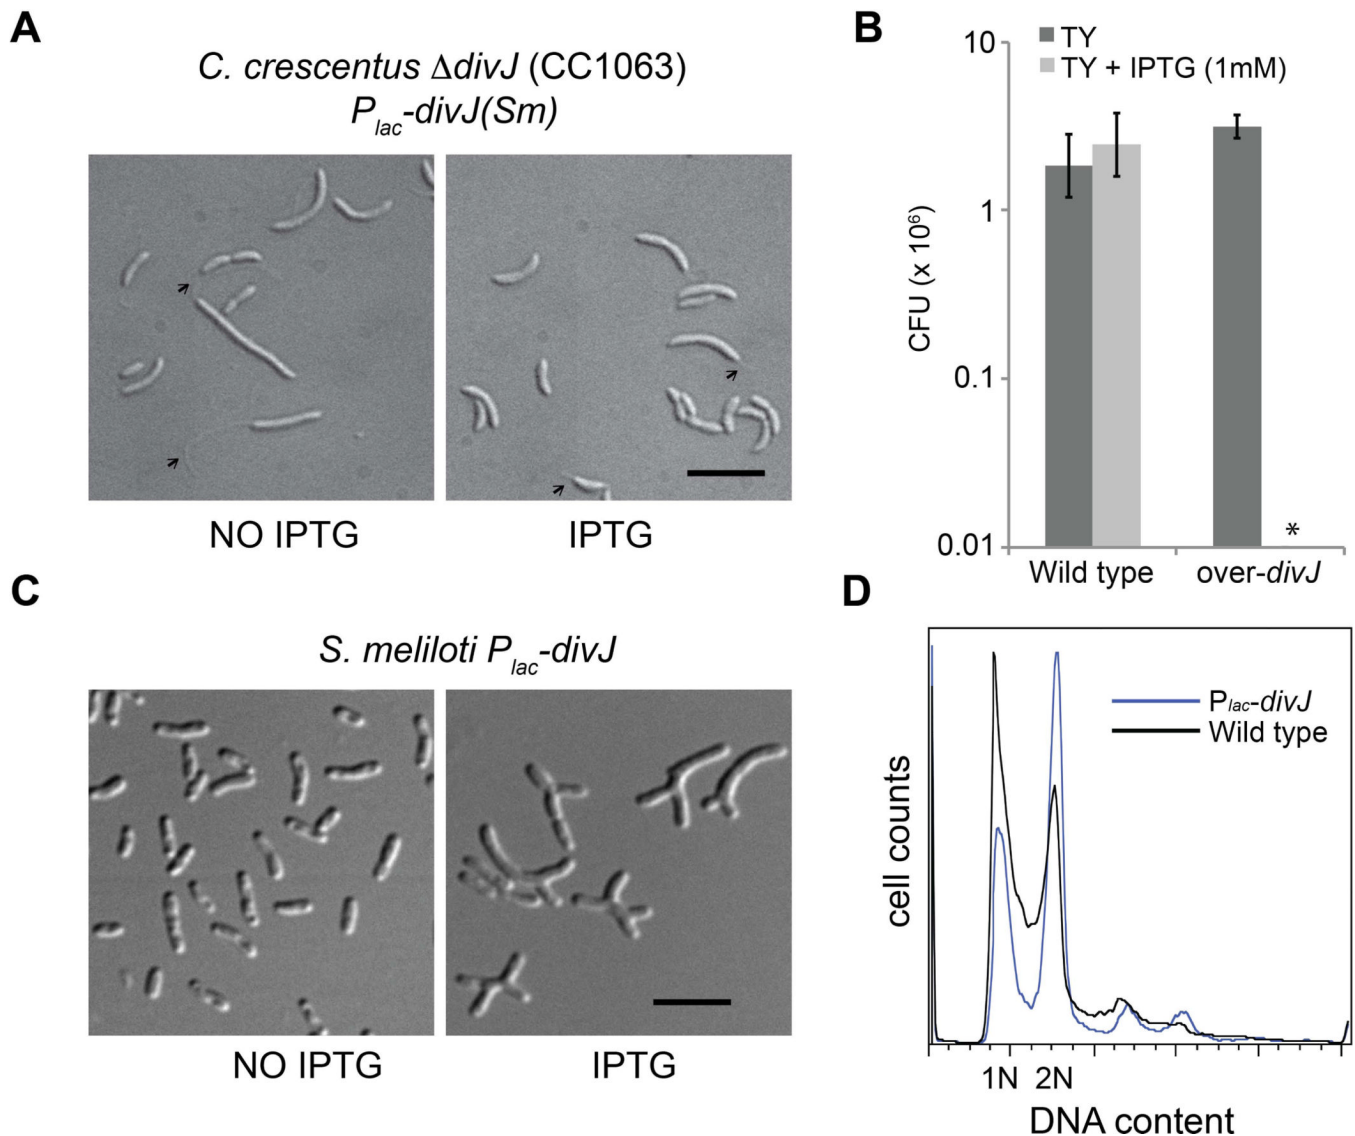 A
C. crescentus ΔdivJ (CC1063)
Plac-divJ(Sm)
NO IPTG
IPTG
B
TY
TY + IPTG (1mM)
10
1
0.1
0.01
CFU (x 10⁶)
*
Wild type
over-divJ
C
S. meliloti Plac-divJ
NO IPTG
IPTG
D
Plac-divJ
Wild type
cell counts
1N 2N
DNA content